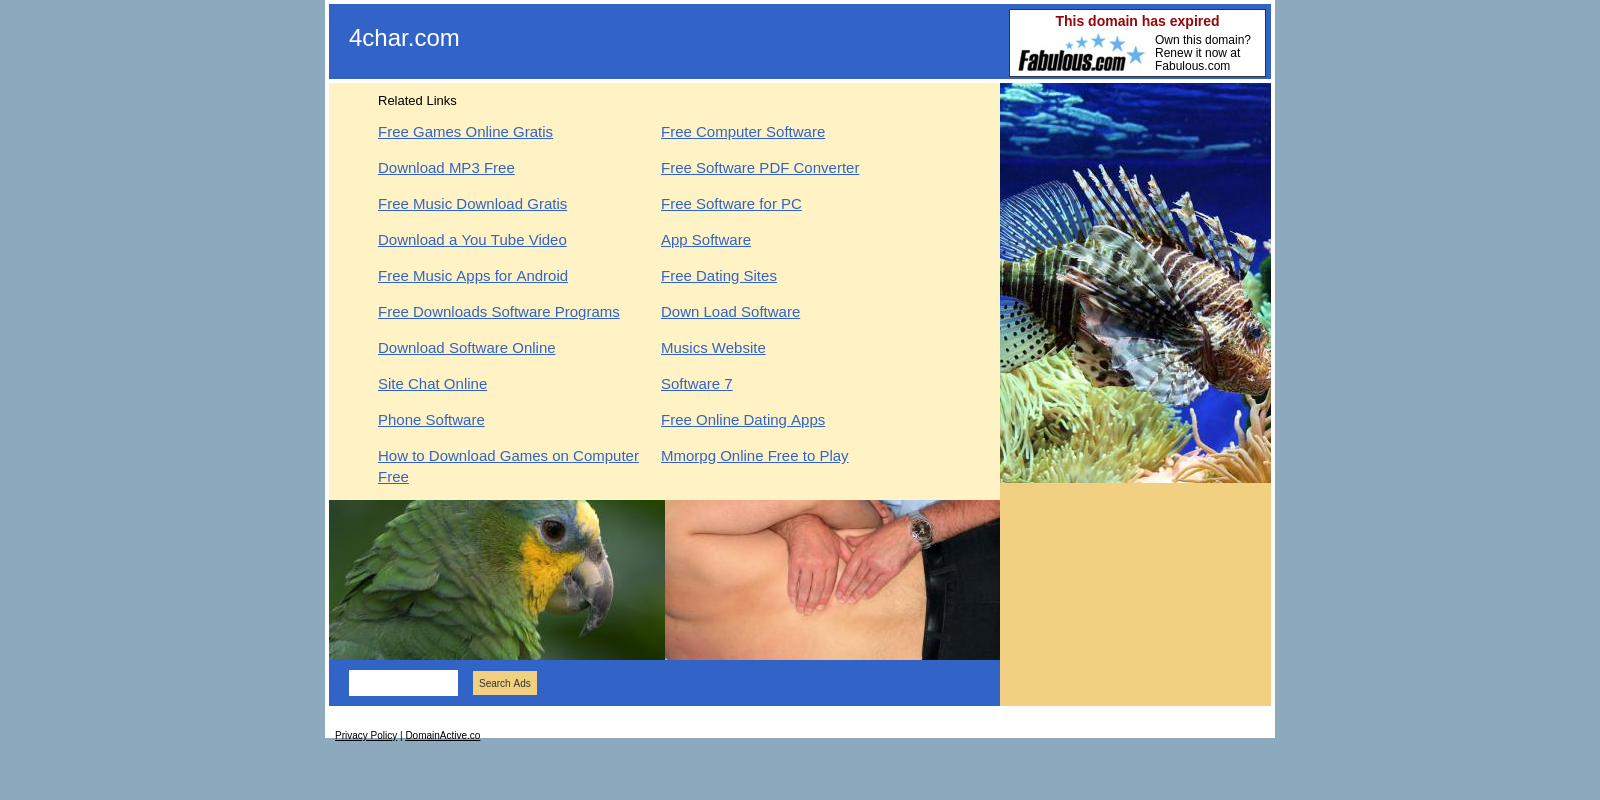 4char.com
This domain has expired
Fabulous.com
Own this domain?
Renew it now at
Fabulous.com
Related Links
Free Games Online Gratis
Download MP3 Free
Free Music Download Gratis
Download a You Tube Video
Free Music Apps for Android
Free Downloads Software Programs
Download Software Online
Site Chat Online
Phone Software
How to Download Games on Computer
Free
Free Computer Software
Free Software PDF Converter
Free Software for PC
App Software
Free Dating Sites
Down Load Software
Musics Website
Software 7
Free Online Dating Apps
Mmorpg Online Free to Play
Search Ads
Privacy Policy | DomainActive.co